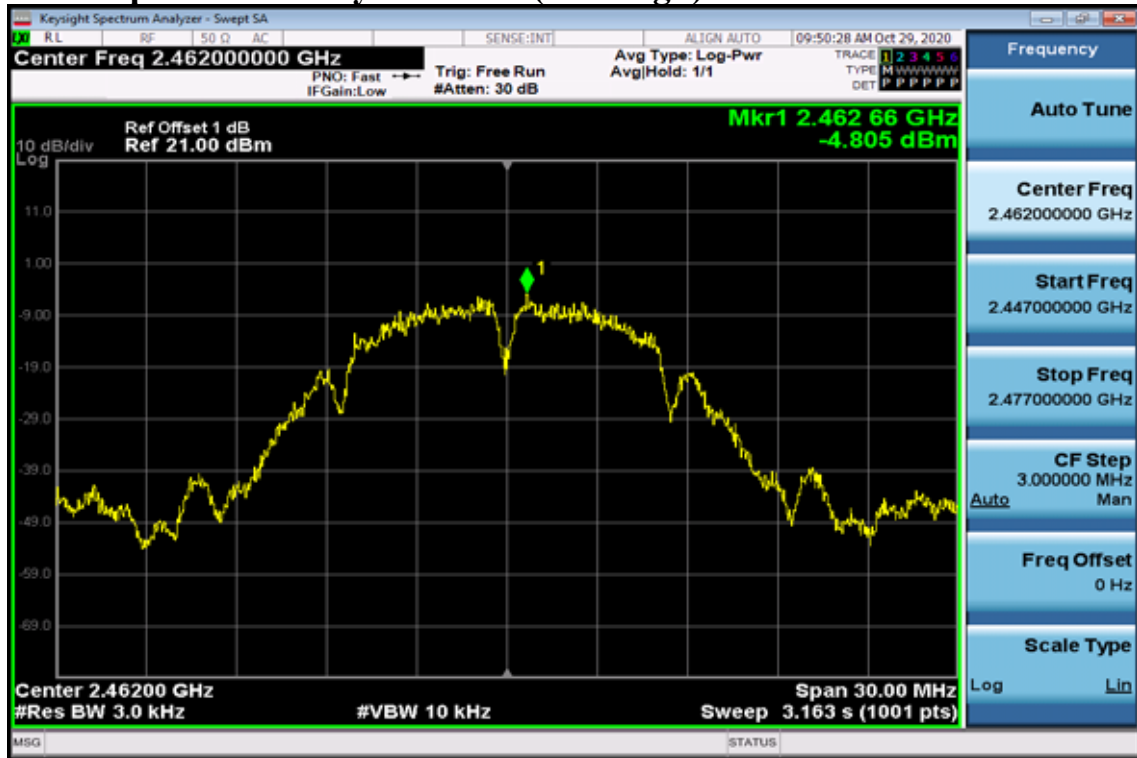 Keysight Spectrum Analyzer - Swept SA
LXI RL RF 50 Ω AC SENSE:INT ALIGN AUTO 09:50:28 AM Oct 29, 2020
Center Freq 2.462000000 GHz
PNO: Fast Trig: Free Run Avg Type: Log-Pwr TRACE 1 2 3 4 5 6
IFGain:Low #Atten: 30 dB Avg|Hold: 1/1 TYPE M WWWWW
DET P P P P P P
Mkr1 2.462 66 GHz
-4.805 dBm
Ref Offset 1 dB
10 dB/div Ref 21.00 dBm
Log
11.0
1.00
-9.00
-19.0
-29.0
-39.0
-49.0
-59.0
-69.0
1
Center 2.46200 GHz Span 30.00 MHz
#Res BW 3.0 kHz #VBW 10 kHz Sweep 3.163 s (1001 pts)
MSG STATUS
Frequency
Auto Tune
Center Freq
2.462000000 GHz
Start Freq
2.447000000 GHz
Stop Freq
2.477000000 GHz
CF Step
3.000000 MHz
Auto Man
Freq Offset
0 Hz
Scale Type
Log Lin